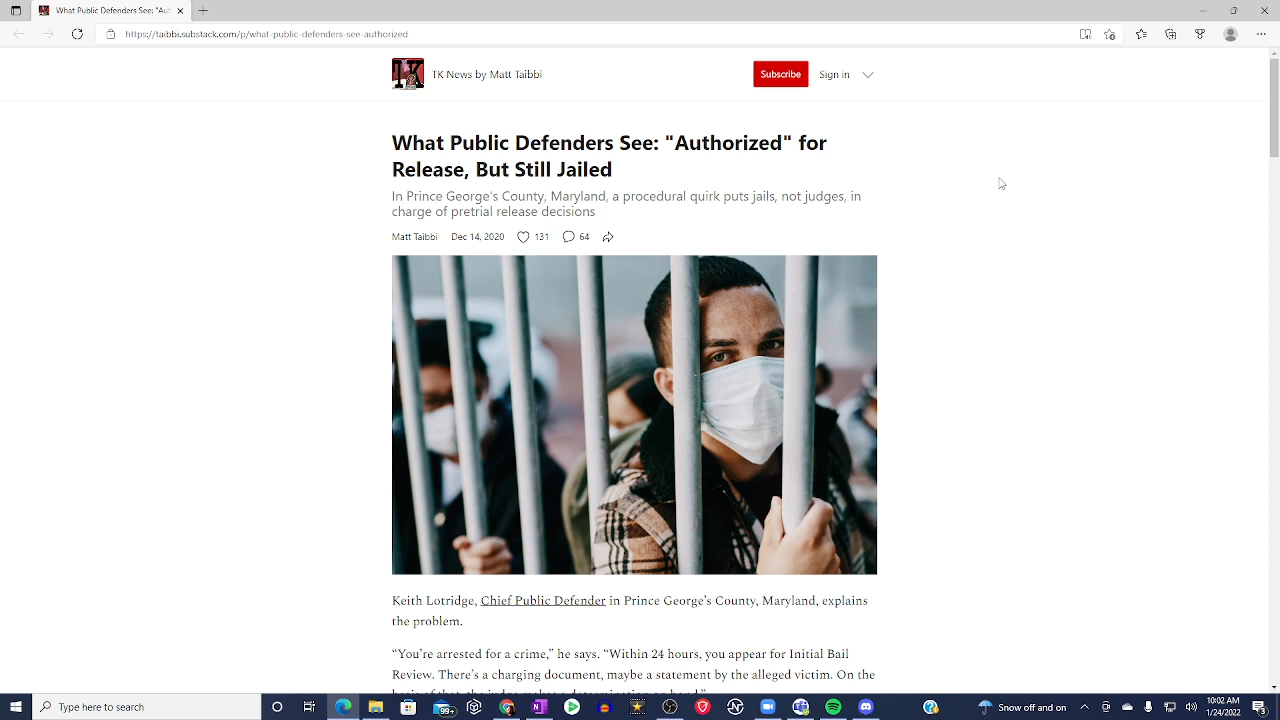 What Public Defenders See: "Aut
https://taibbi.substack.com/p/what-public-defenders-see-authorized
TK News by Matt Taibbi
Subscribe
Sign in
What Public Defenders See: "Authorized" for
Release, But Still Jailed
In Prince George's County, Maryland, a procedural quirk puts jails, not judges, in
charge of pretrial release decisions
Matt Taibbi Dec 14, 2020 131 64
Keith Lotridge, Chief Public Defender in Prince George’s County, Maryland, explains
the problem.
“You’re arrested for a crime,” he says. “Within 24 hours, you appear for Initial Bail
Review. There’s a charging document, maybe a statement by the alleged victim. On the
Type here to search
Snow off and on
10:02 AM
1/24/2022